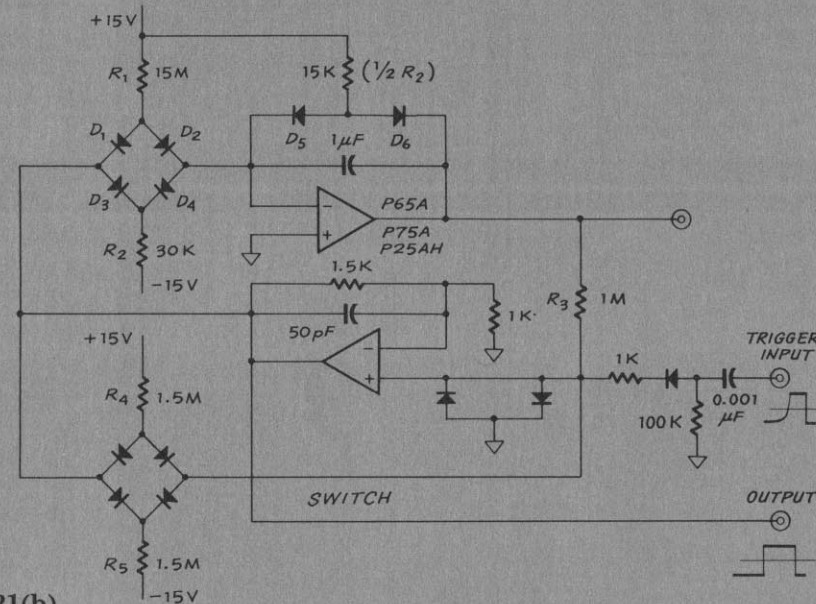 +15V
R1 15M
15K (1/2 R2)
D1
D2
D5
D6
1µF
D3
D4
P65A
P75A
P25AH
R2 30K
-15V
1.5K
50pF
1K
R3 1M
+15V
TRIGGER
INPUT
1K
0.001
µF
100K
R4 1.5M
SWITCH
OUTPUT
R5 1.5M
-15V
-
+
-
+
21(b)